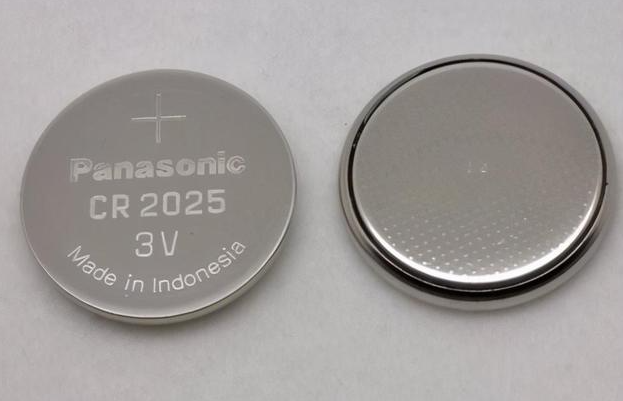 +
Panasonic
CR 2025
3V
Made in Indonesia